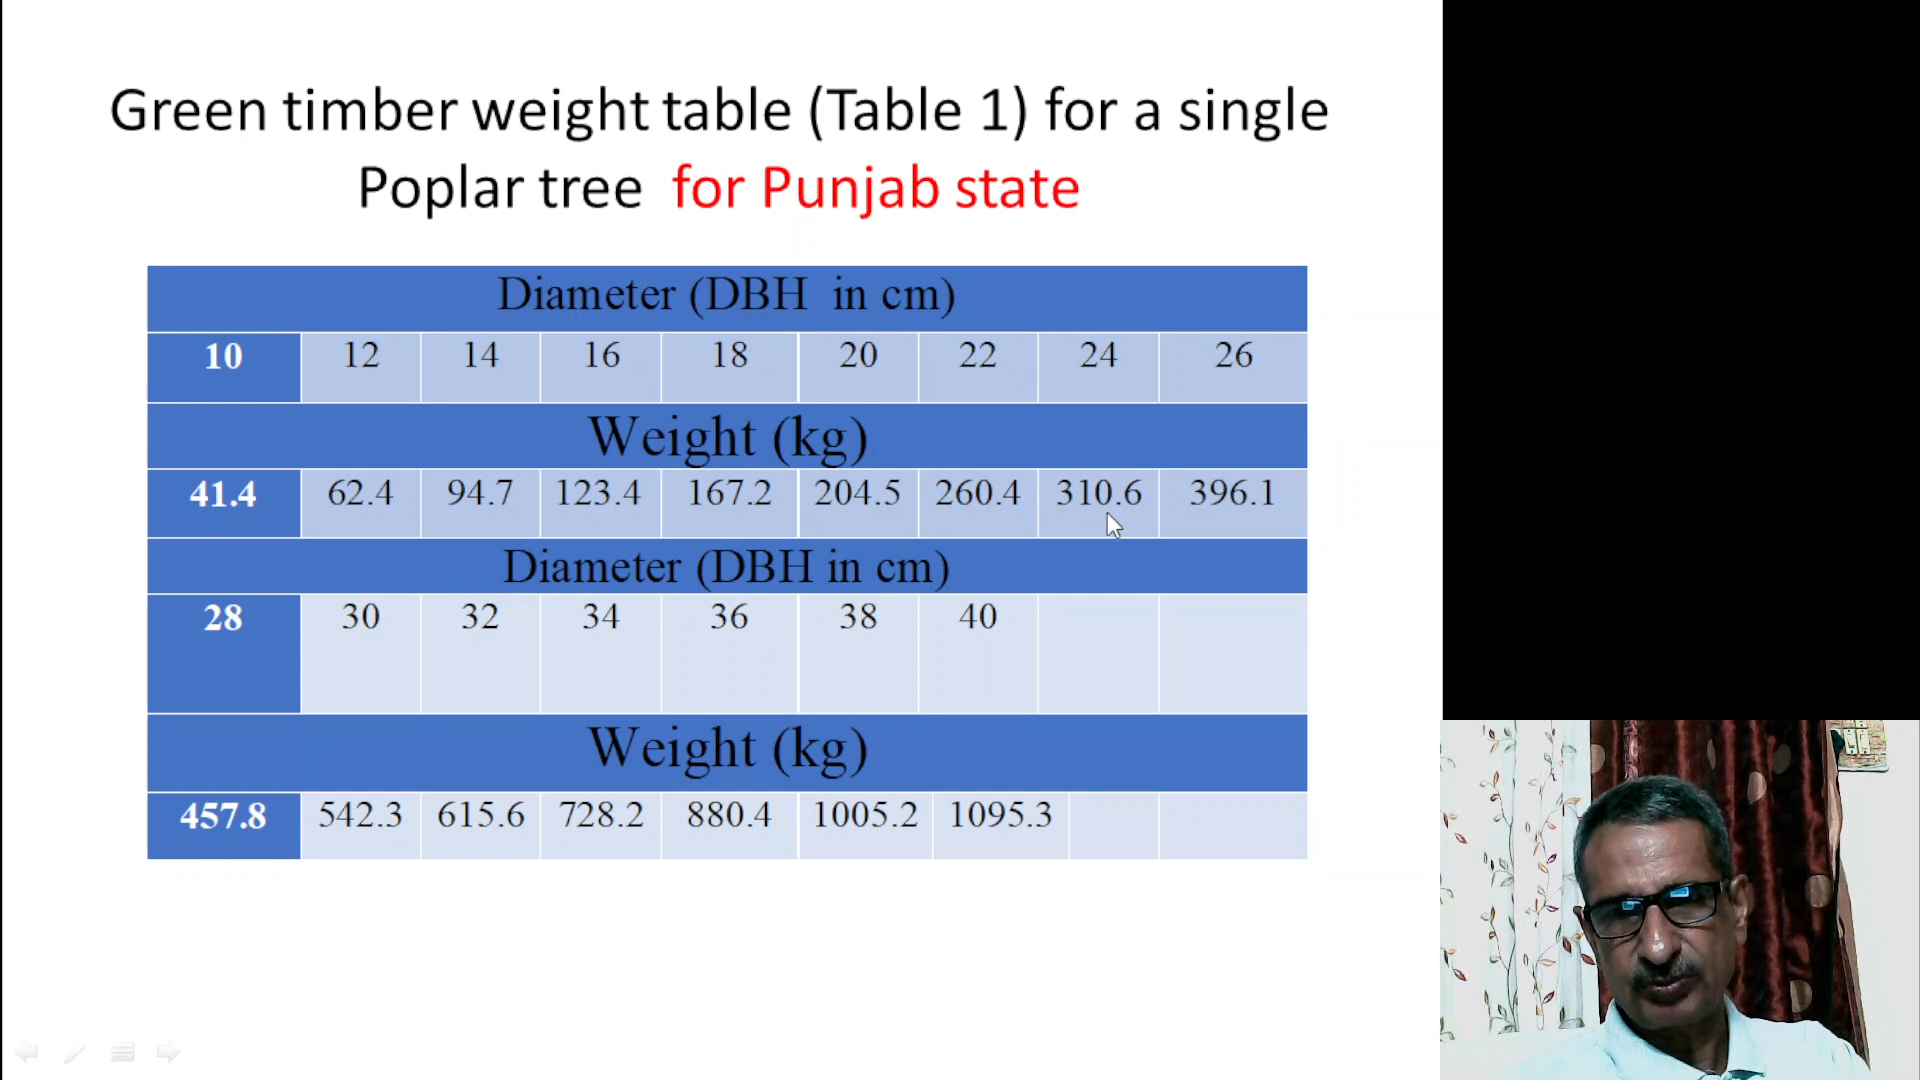 Green timber weight table (Table 1) for a single
Poplar tree for Punjab state
Diameter (DBH in cm)
10 12 14 16 18 20 22 24 26
Weight (kg)
41.4 62.4 94.7 123.4 167.2 204.5 260.4 310.6 396.1
Diameter (DBH in cm)
28 30 32 34 36 38 40
Weight (kg)
457.8 542.3 615.6 728.2 880.4 1005.2 1095.3